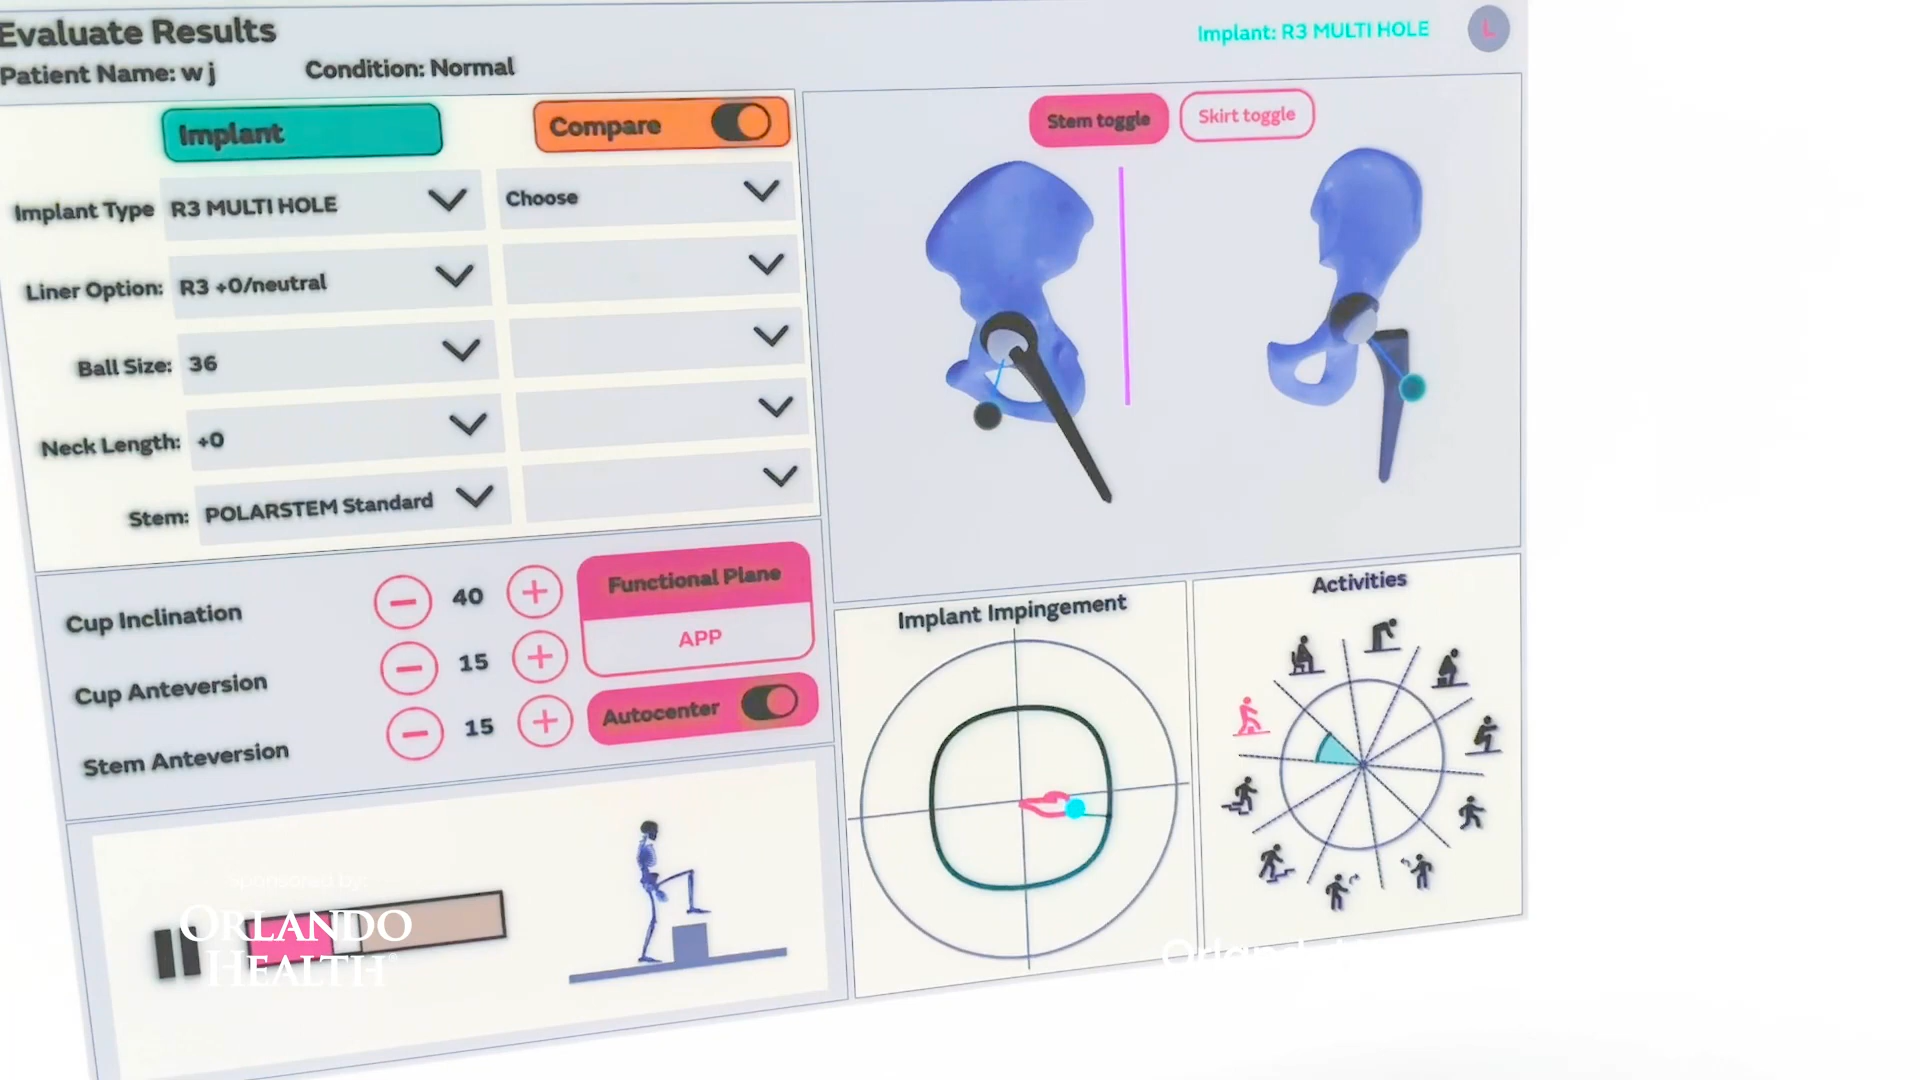 Evaluate Results
Implant: R3 MULTI HOLE
L
Patient Name: w j
Condition: Normal
Implant
Compare
Implant Type
R3 MULTI HOLE
Choose
Liner Option:
R3 +0/neutral
Ball Size:
36
Neck Length:
+0
Stem:
POLARSTEM Standard
Stem toggle
Skirt toggle
Cup Inclination
40
Cup Anteversion
15
Stem Anteversion
15
Functional Plane
APP
Autocenter
Implant Impingement
Activities
sponsored by:
ORLANDO
HEALTH®